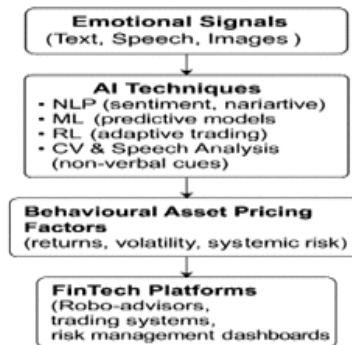 Emotional Signals
(Text, Speech, Images )
AI Techniques
• NLP (sentiment, nariartive)
• ML (predictive models
• RL (adaptive trading)
• CV & Speech Analysis
(non-verbal cues)
Behavioural Asset Pricing
Factors
(returns, volatility, systemic risk)
FinTech Platforms
(Robo-advisors,
trading systems,
risk management dashboards